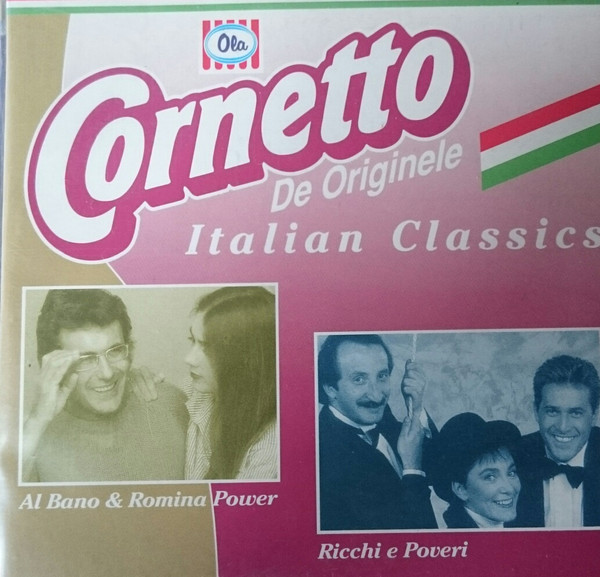 Ola
Cornetto
De Originele
Italian Classics
Al Bano & Romina Power
Ricchi e Poveri